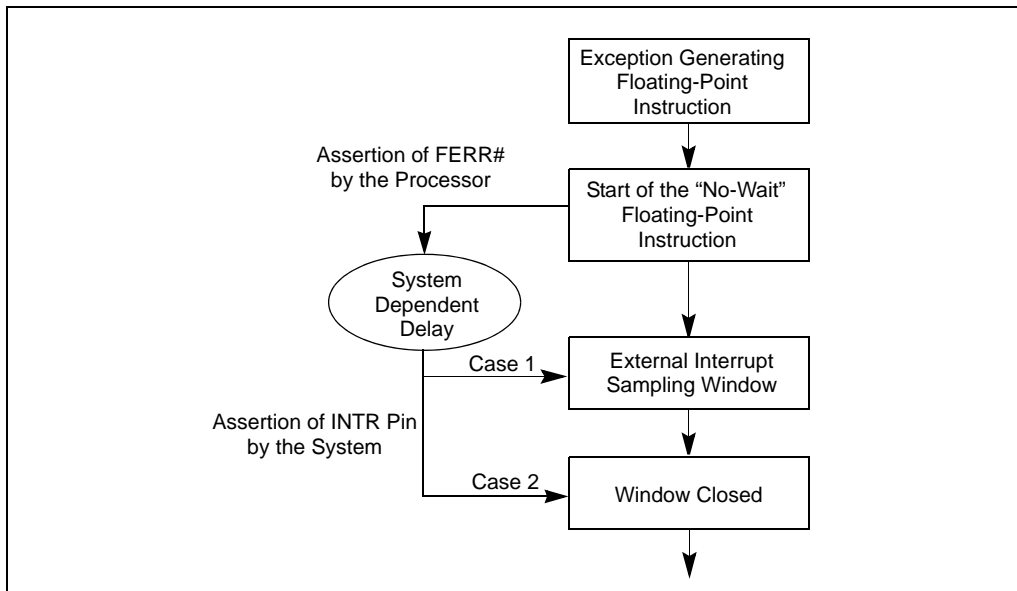 Exception Generating
Floating-Point
Instruction
Assertion of FERR#
by the Processor
Start of the “No-Wait”
Floating-Point
Instruction
System
Dependent
Delay
Case 1
External Interrupt
Sampling Window
Assertion of INTR Pin
by the System
Case 2
Window Closed